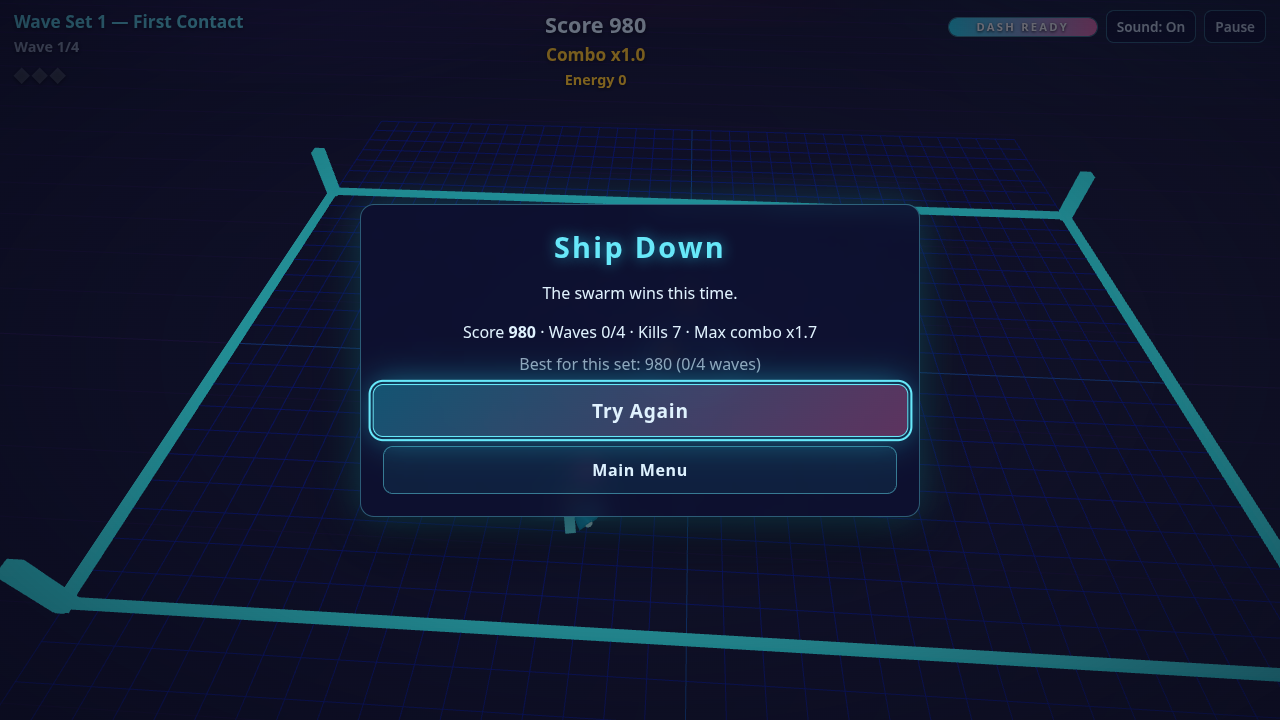 Wave Set 1 — First Contact
Wave 1/4
Score 980
Combo x1.0
Energy 0
DASH READY
Sound: On
Pause
Ship Down
The swarm wins this time.
Score 980 · Waves 0/4 · Kills 7 · Max combo x1.7
Best for this set: 980 (0/4 waves)
Try Again
Main Menu